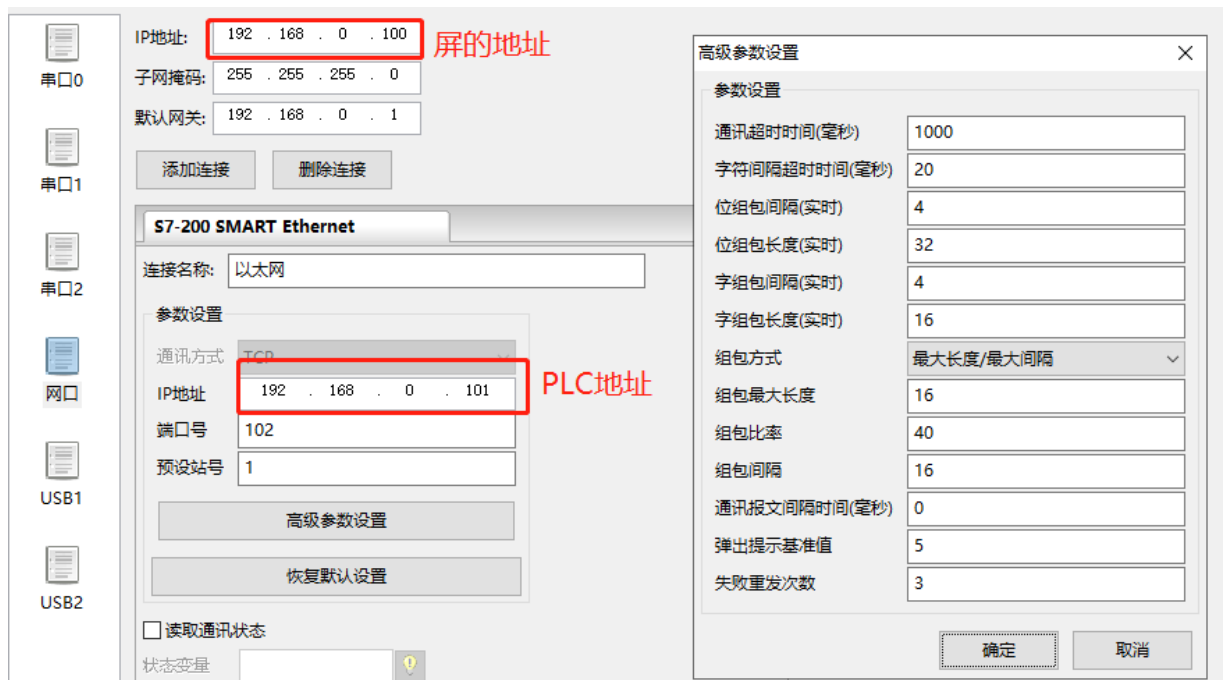 串口0
串口1
串口2
网口
USB1
USB2
IP地址: 192 . 168 . 0 . 100
屏的地址
子网掩码: 255 . 255 . 255 . 0
默认网关: 192 . 168 . 0 . 1
添加连接 删除连接
S7-200 SMART Ethernet
连接名称: 以太网
参数设置
通讯方式 TCP
IP地址 192 . 168 . 0 . 101
PLC地址
端口号 102
预设站号 1
高级参数设置
恢复默认设置
读取通讯状态
状态变量
高级参数设置
参数设置
通讯超时时间(毫秒) 1000
字符间隔超时时间(毫秒) 20
位组包间隔(实时) 4
位组包长度(实时) 32
字组包间隔(实时) 4
字组包长度(实时) 16
组包方式 最大长度/最大间隔
组包最大长度 16
组包比率 40
组包间隔 16
通讯报文间隔时间(毫秒) 0
弹出提示基准值 5
失败重发次数 3
确定 取消